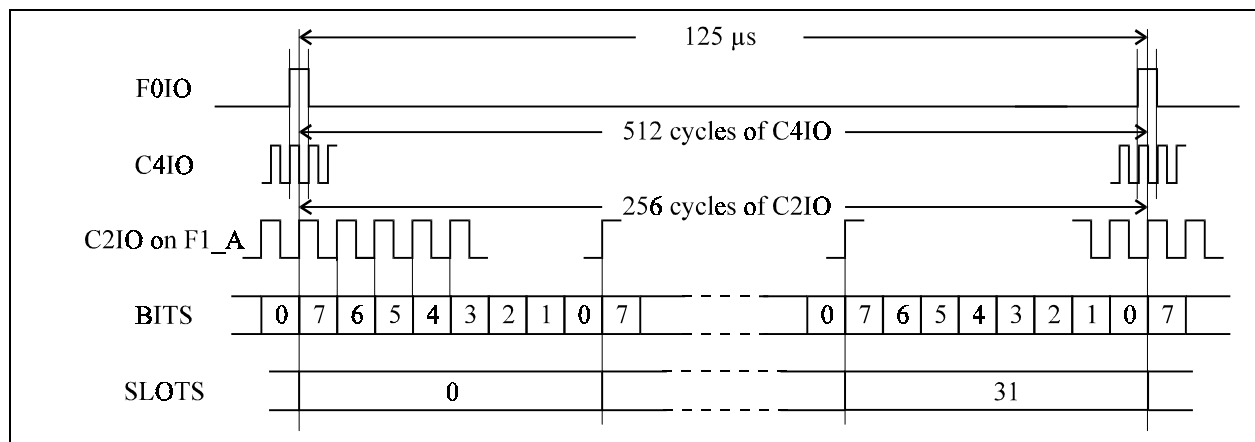 125 µs
F0IO
512 cycles of C4IO
C4IO
256 cycles of C2IO
C2IO on F1_A
BITS 0 7 6 5 4 3 2 1 0 7 0 7 6 5 4 3 2 1 0 7
SLOTS 0 31